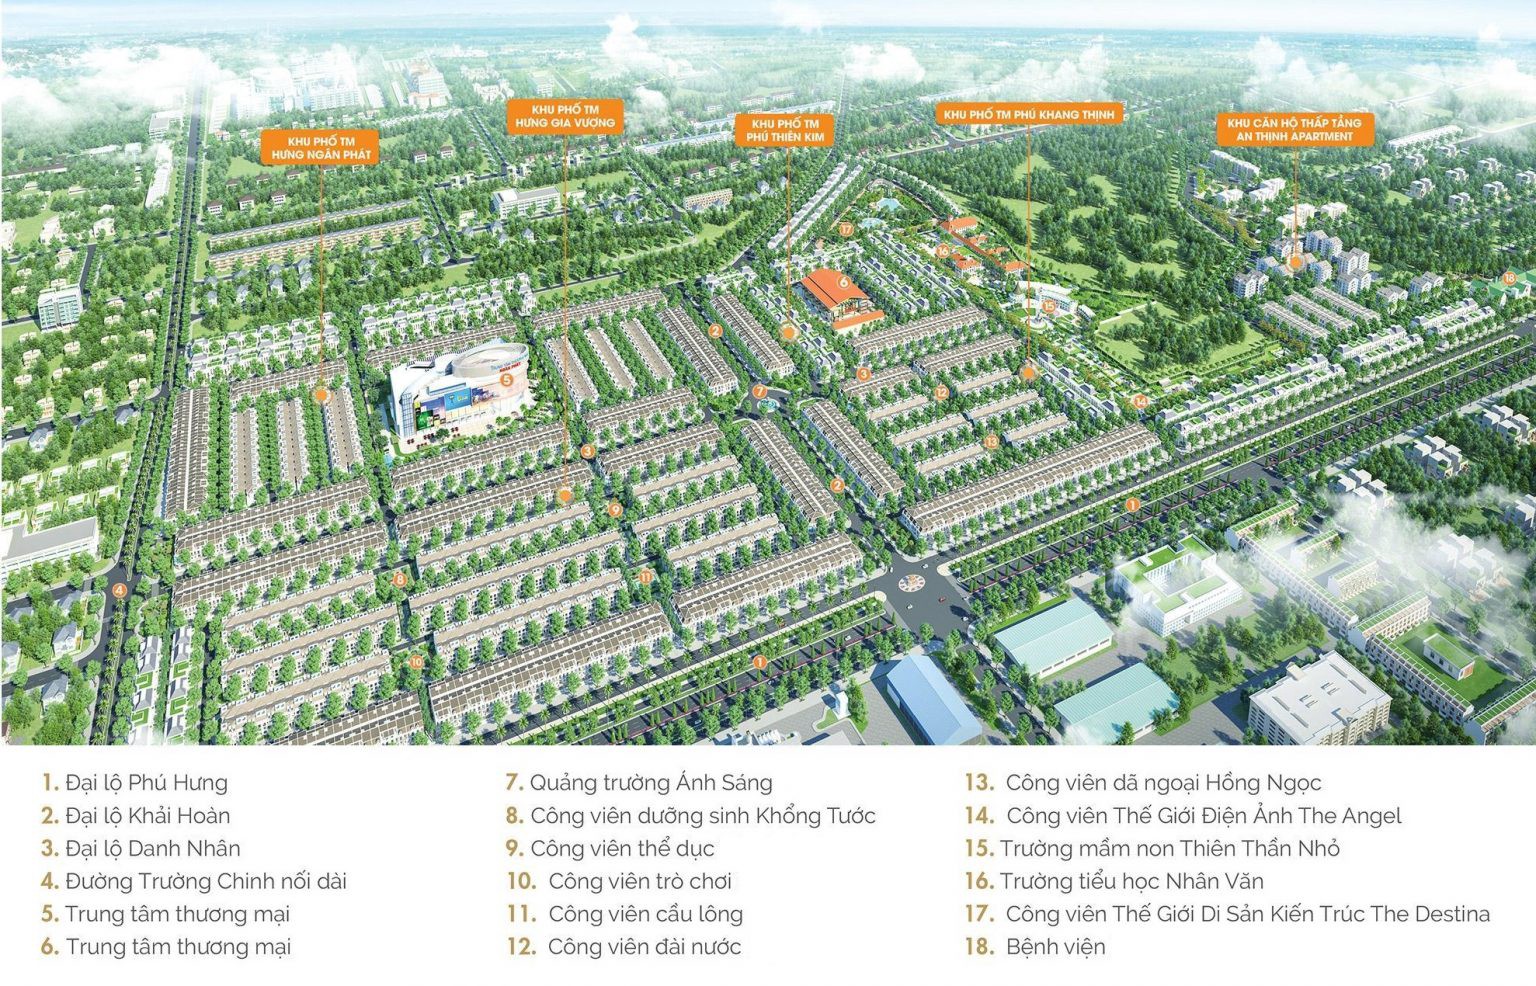 KHU PHỐ TM
HƯNG NGÂN PHÁT
KHU PHỐ TM
HƯNG GIA VƯỢNG
KHU PHỐ TM
PHÚ THIÊN KIM
KHU PHỐ TM PHÚ KHANG THỊNH
KHU CĂN HỘ THẤP TẦNG
AN THỊNH APARTMENT
17
16
18
6
15
2
5
7
3
12
14
13
3
2
9
1
8
11
4
10
1
1. Đại lộ Phú Hưng
2. Đại lộ Khải Hoàn
3. Đại lộ Danh Nhân
4. Đường Trường Chinh nối dài
5. Trung tâm thương mại
6. Trung tâm thương mại
7. Quảng trường Ánh Sáng
8. Công viên dưỡng sinh Khổng Tước
9. Công viên thể dục
10. Công viên trò chơi
11. Công viên cầu lông
12. Công viên đài nước
13. Công viên dã ngoại Hồng Ngọc
14. Công viên Thế Giới Điện Ảnh The Angel
15. Trường mầm non Thiên Thần Nhỏ
16. Trường tiểu học Nhân Văn
17. Công viên Thế Giới Di Sản Kiến Trúc The Destina
18. Bệnh viện